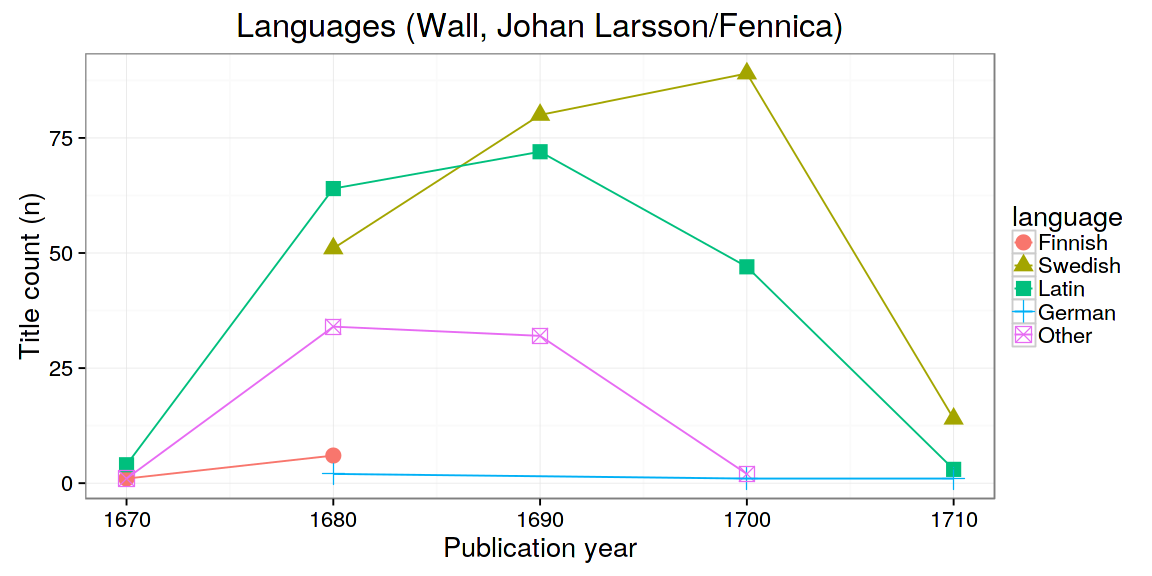 Languages (Wall, Johan Larsson/Fennica)
Title count (n)
75
50
25
0
1670 1680 1690 1700 1710
Publication year
language
Finnish
Swedish
Latin
German
Other